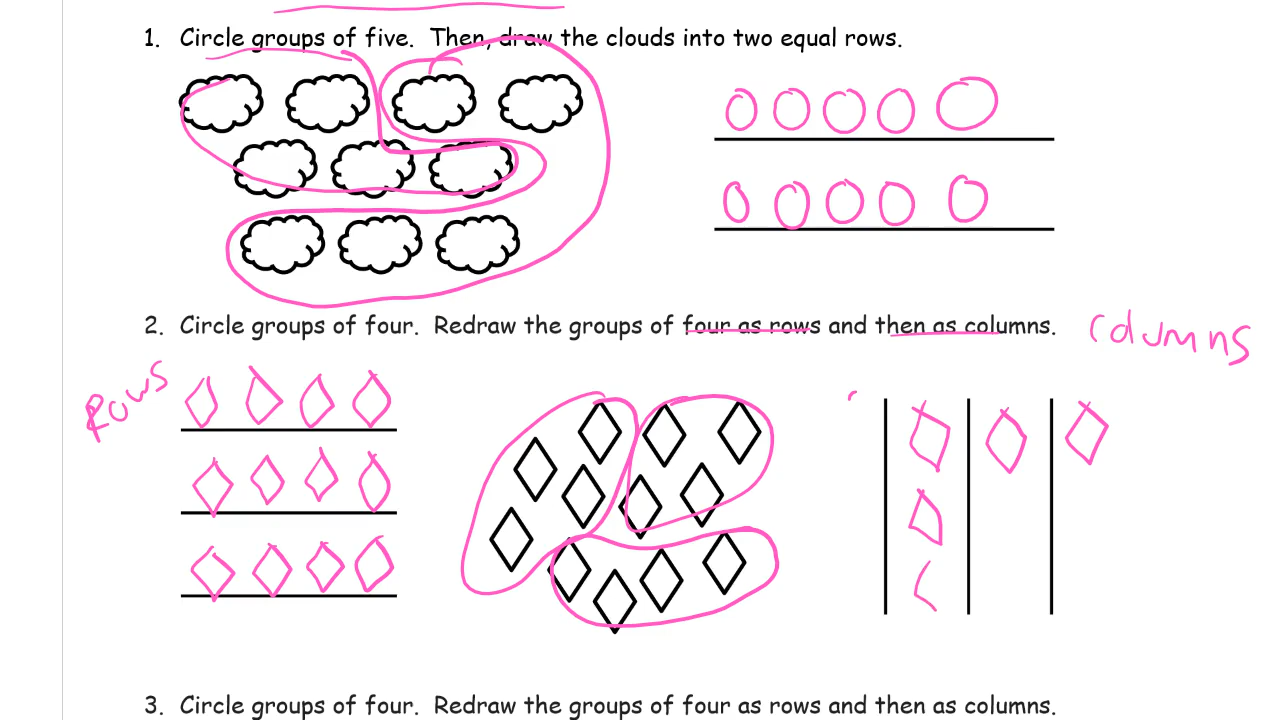 1. Circle groups of five. Then, draw the clouds into two equal rows.
2. Circle groups of four. Redraw the groups of four as rows and then as columns.
columns
Rows
3. Circle groups of four. Redraw the groups of four as rows and then as columns.